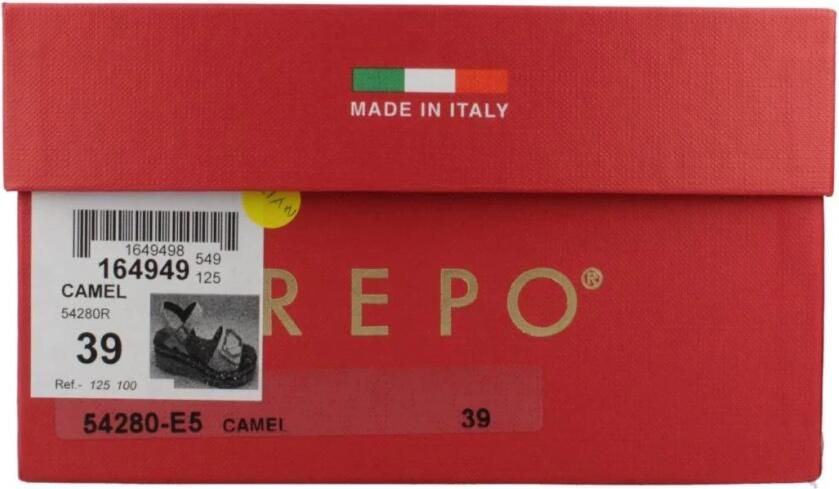 MADE IN ITALY
1649498
164949 549
125
CAMEL
54280R
39
Ref.- 125 100
REPO®
54280-E5 CAMEL 39